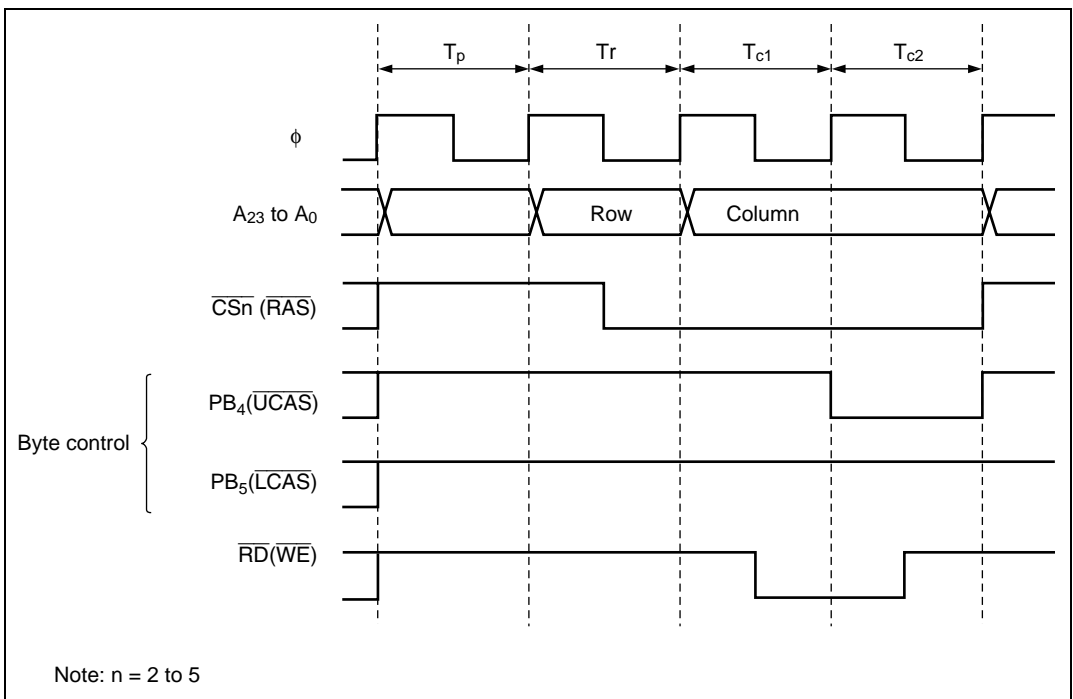 Tp Tr Tc1 Tc2
φ
A23 to A0 Row Column
CSn (RAS)
PB4(UCAS)
Byte control
PB5(LCAS)
RD(WE)
Note: n = 2 to 5